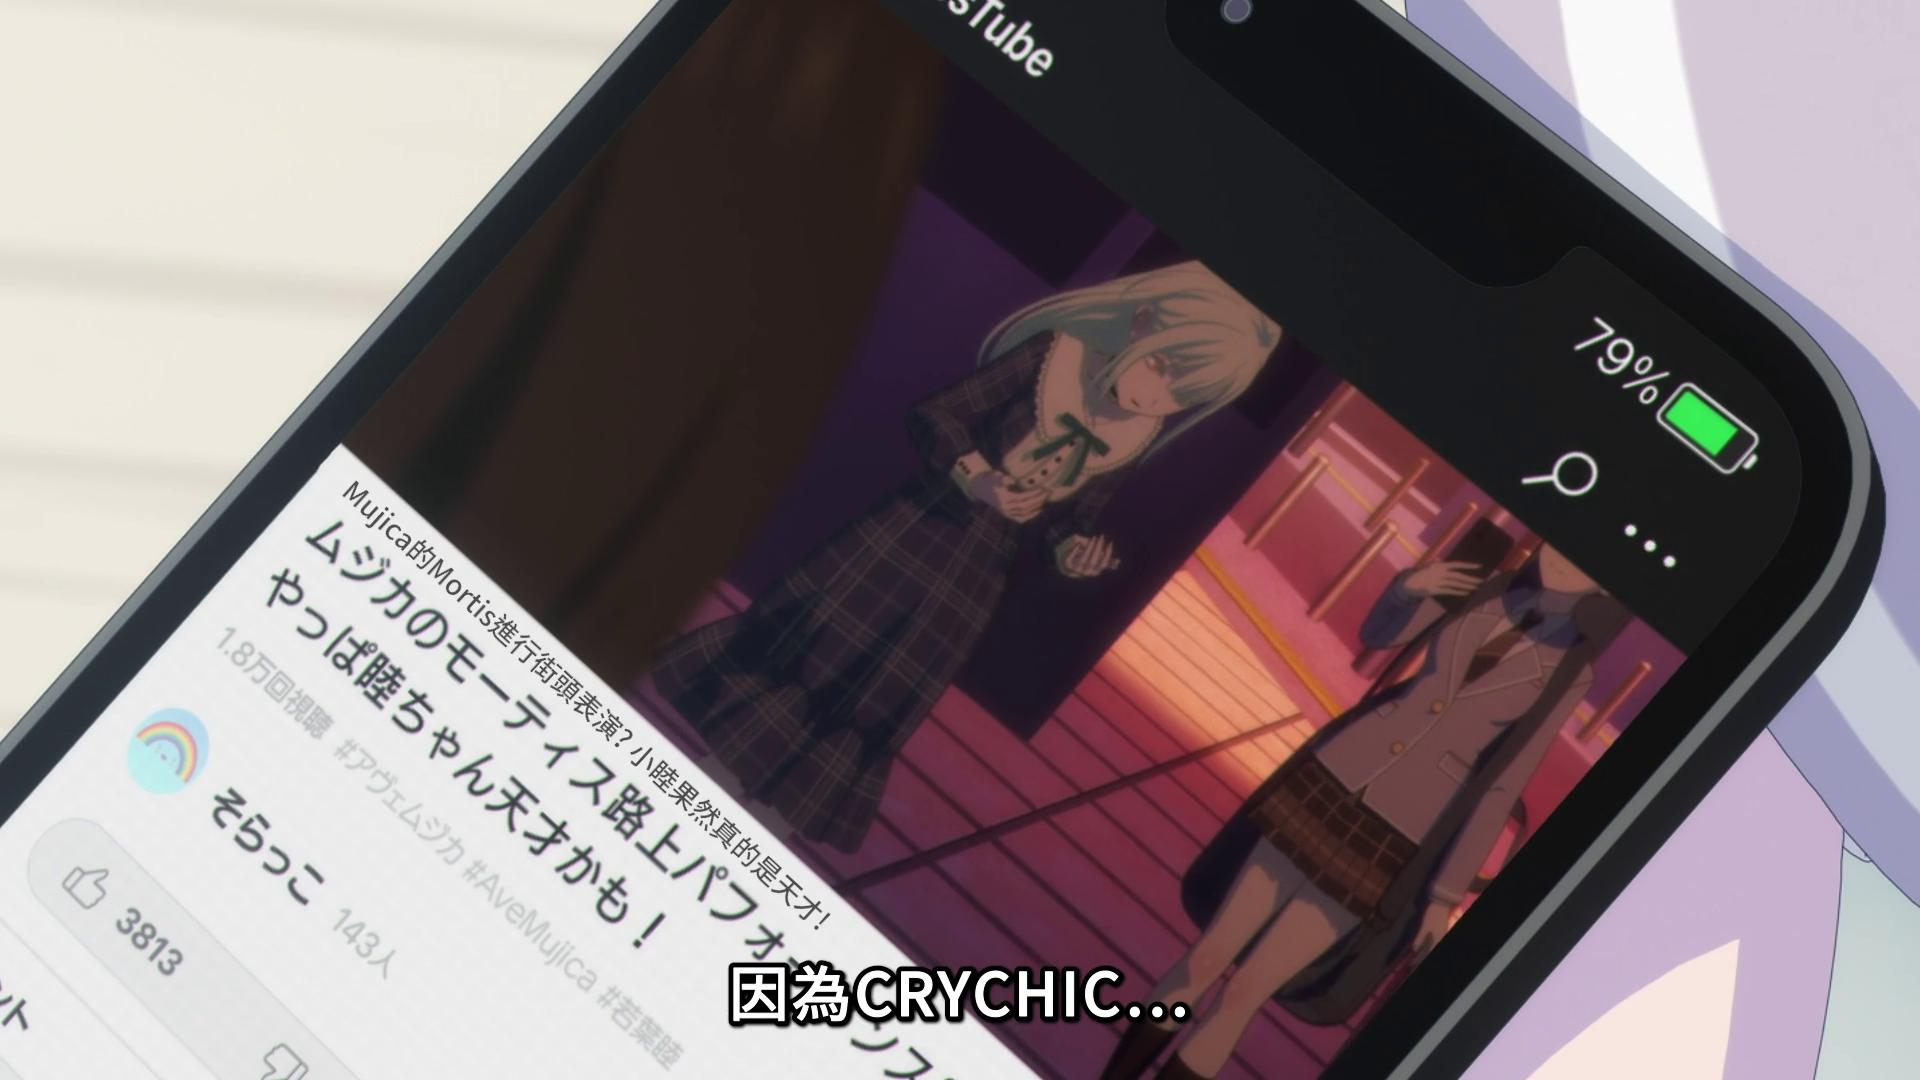 sTube
79%
Mujica的Mortis進行街頭表演? 小睦果然真的是天才!
ムジカのモーティス路上パフォーマンス
やっぱ睦ちゃん天才かも！
1.8万回視聴 #アヴェムジカ #AveMujica #若葉睦
そらっこ 143人
3813
ント
因為CRYCHIC…